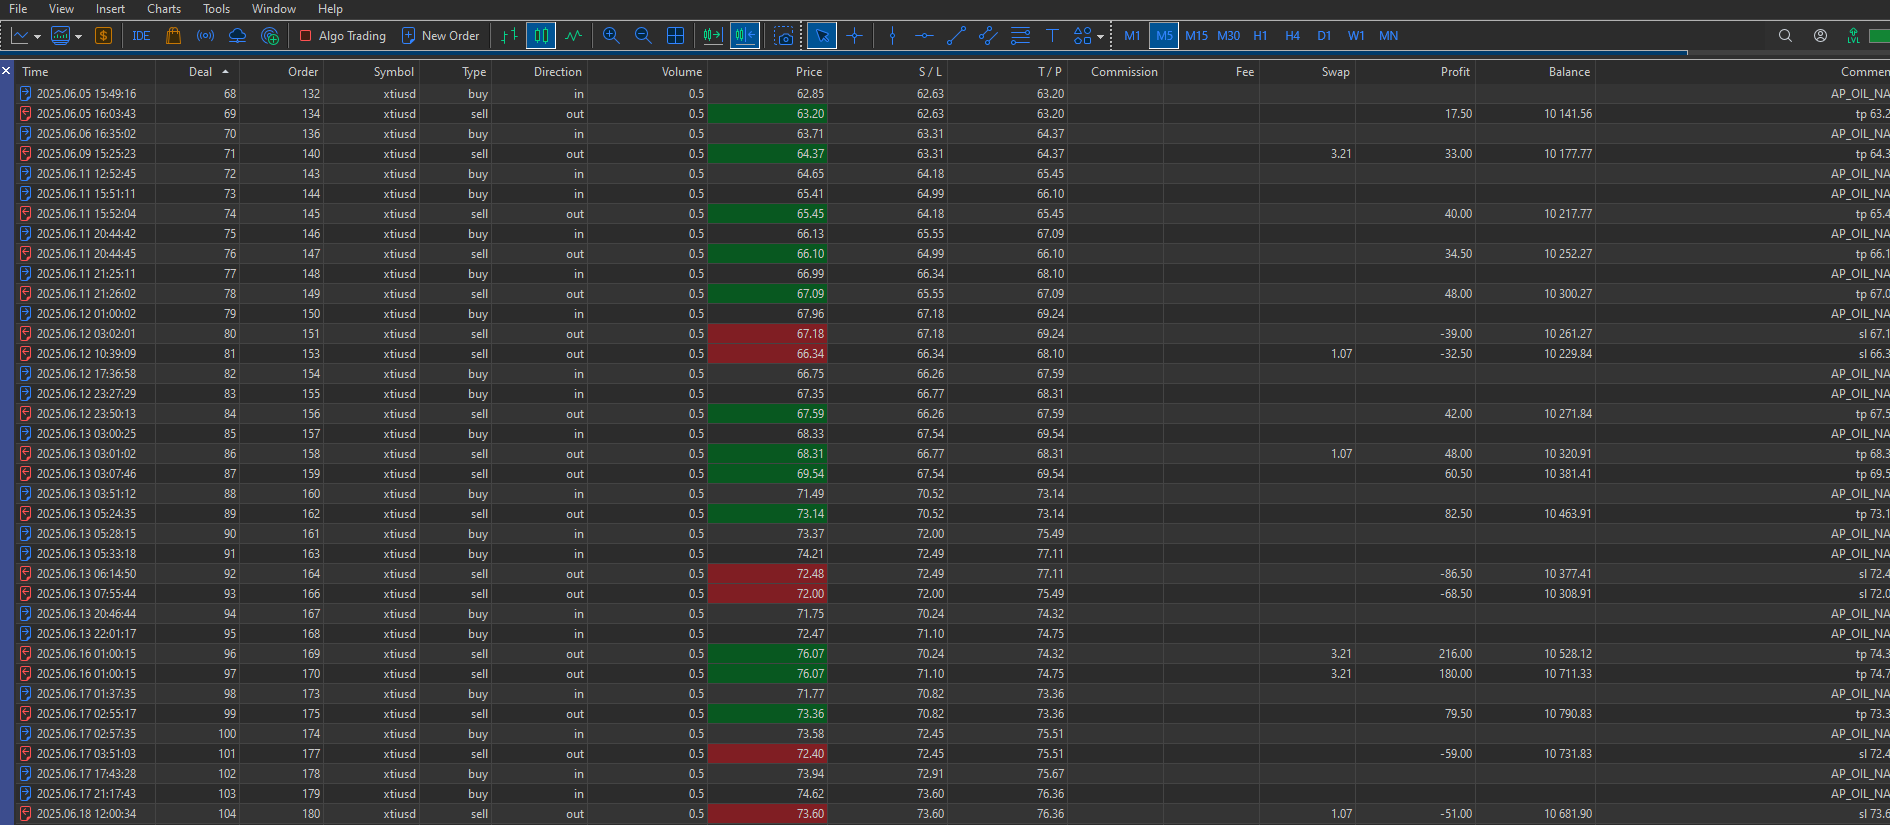 File View Insert Charts Tools Window Help
$ IDE Algo Trading New Order T M1 M5 M15 M30 H1 H4 D1 W1 MN LVL
Time Deal Order Symbol Type Direction Volume Price S / L T / P Commission Fee Swap Profit Balance Commen
2025.06.05 15:49:16 68 132 xtiusd buy in 0.5 62.85 62.63 63.20 AP_OIL_NA
2025.06.05 16:03:43 69 134 xtiusd sell out 0.5 63.20 62.63 63.20 17.50 10 141.56 tp 63.2
2025.06.06 16:35:02 70 136 xtiusd buy in 0.5 63.71 63.31 64.37 AP_OIL_NA
2025.06.09 15:25:23 71 140 xtiusd sell out 0.5 64.37 63.31 64.37 3.21 33.00 10 177.77 tp 64.3
2025.06.11 12:52:45 72 143 xtiusd buy in 0.5 64.65 64.18 65.45 AP_OIL_NA
2025.06.11 15:51:11 73 144 xtiusd buy in 0.5 65.41 64.99 66.10 AP_OIL_NA
2025.06.11 15:52:04 74 145 xtiusd sell out 0.5 65.45 64.18 65.45 40.00 10 217.77 tp 65.4
2025.06.11 20:44:42 75 146 xtiusd buy in 0.5 66.13 65.55 67.09 AP_OIL_NA
2025.06.11 20:44:45 76 147 xtiusd sell out 0.5 66.10 64.99 66.10 34.50 10 252.27 tp 66.1
2025.06.11 21:25:11 77 148 xtiusd buy in 0.5 66.99 66.34 68.10 AP_OIL_NA
2025.06.11 21:26:02 78 149 xtiusd sell out 0.5 67.09 65.55 67.09 48.00 10 300.27 tp 67.0
2025.06.12 01:00:02 79 150 xtiusd buy in 0.5 67.96 67.18 69.24 AP_OIL_NA
2025.06.12 03:02:01 80 151 xtiusd sell out 0.5 67.18 67.18 69.24 -39.00 10 261.27 sl 67.1
2025.06.12 10:39:09 81 153 xtiusd sell out 0.5 66.34 66.34 68.10 1.07 -32.50 10 229.84 sl 66.3
2025.06.12 17:36:58 82 154 xtiusd buy in 0.5 66.75 66.26 67.59 AP_OIL_NA
2025.06.12 23:27:29 83 155 xtiusd buy in 0.5 67.35 66.77 68.31 AP_OIL_NA
2025.06.12 23:50:13 84 156 xtiusd sell out 0.5 67.59 66.26 67.59 42.00 10 271.84 tp 67.5
2025.06.13 03:00:25 85 157 xtiusd buy in 0.5 68.33 67.54 69.54 AP_OIL_NA
2025.06.13 03:01:02 86 158 xtiusd sell out 0.5 68.31 66.77 68.31 1.07 48.00 10 320.91 tp 68.3
2025.06.13 03:07:46 87 159 xtiusd sell out 0.5 69.54 67.54 69.54 60.50 10 381.41 tp 69.5
2025.06.13 03:51:12 88 160 xtiusd buy in 0.5 71.49 70.52 73.14 AP_OIL_NA
2025.06.13 05:24:35 89 162 xtiusd sell out 0.5 73.14 70.52 73.14 82.50 10 463.91 tp 73.1
2025.06.13 05:28:15 90 161 xtiusd buy in 0.5 73.37 72.00 75.49 AP_OIL_NA
2025.06.13 05:33:18 91 163 xtiusd buy in 0.5 74.21 72.49 77.11 AP_OIL_NA
2025.06.13 06:14:50 92 164 xtiusd sell out 0.5 72.48 72.49 77.11 -86.50 10 377.41 sl 72.4
2025.06.13 07:55:44 93 166 xtiusd sell out 0.5 72.00 72.00 75.49 -68.50 10 308.91 sl 72.0
2025.06.13 20:46:44 94 167 xtiusd buy in 0.5 71.75 70.24 74.32 AP_OIL_NA
2025.06.13 22:01:17 95 168 xtiusd buy in 0.5 72.47 71.10 74.75 AP_OIL_NA
2025.06.16 01:00:15 96 169 xtiusd sell out 0.5 76.07 70.24 74.32 3.21 216.00 10 528.12 tp 74.3
2025.06.16 01:00:15 97 170 xtiusd sell out 0.5 76.07 71.10 74.75 3.21 180.00 10 711.33 tp 74.7
2025.06.17 01:37:35 98 173 xtiusd buy in 0.5 71.77 70.82 73.36 AP_OIL_NA
2025.06.17 02:55:17 99 175 xtiusd sell out 0.5 73.36 70.82 73.36 79.50 10 790.83 tp 73.3
2025.06.17 02:57:35 100 174 xtiusd buy in 0.5 73.58 72.45 75.51 AP_OIL_NA
2025.06.17 03:51:03 101 177 xtiusd sell out 0.5 72.40 72.45 75.51 -59.00 10 731.83 sl 72.4
2025.06.17 17:43:28 102 178 xtiusd buy in 0.5 73.94 72.91 75.67 AP_OIL_NA
2025.06.17 21:17:43 103 179 xtiusd buy in 0.5 74.62 73.60 76.36 AP_OIL_NA
2025.06.18 12:00:34 104 180 xtiusd sell out 0.5 73.60 73.60 76.36 1.07 -51.00 10 681.90 sl 73.6